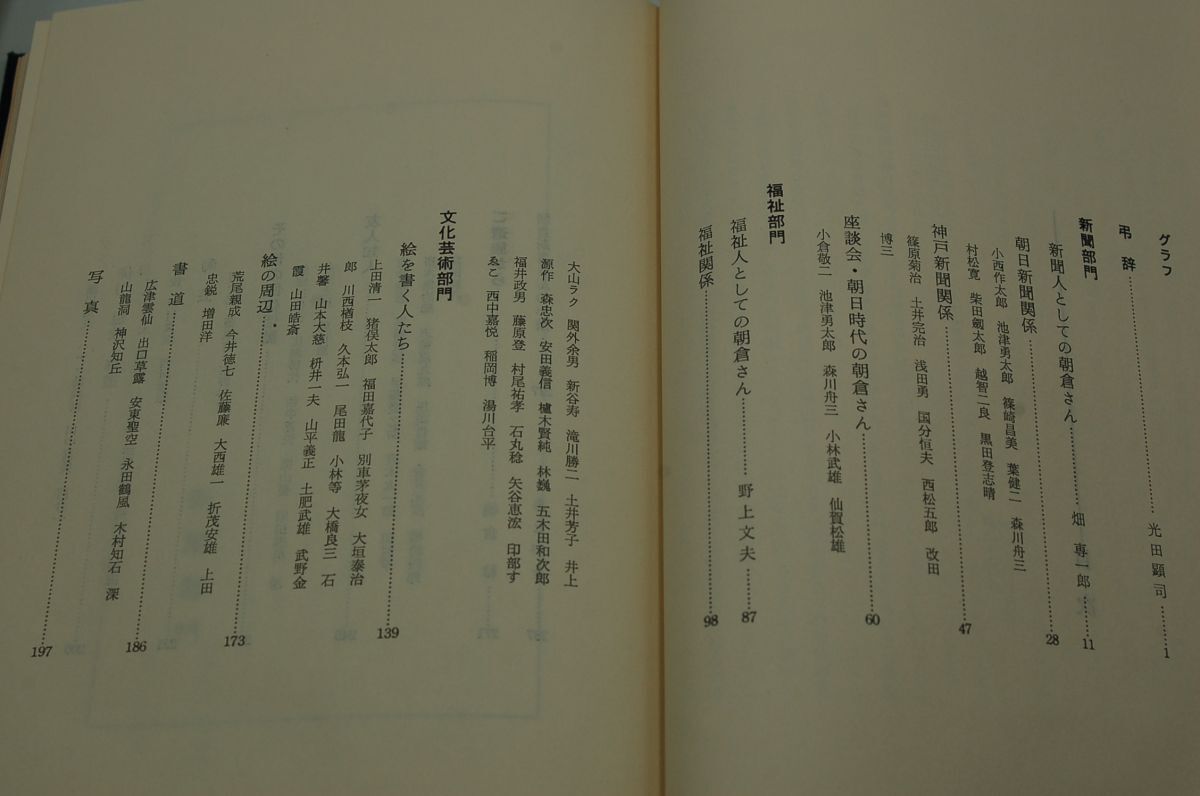 グラフ
弔辞……光田顕司……1
新聞部門
新聞人としての朝倉さん……畑専一郎……11
朝日新聞関係……28
小西作太郎 池津勇太郎 篠崎昌美 葉健二 森川舟三
村松寛 柴田劔太郎 越智二良 黒田登志晴
神戸新聞関係……47
篠原菊治 土井完治 浅田勇 国分恒夫 西松五郎 改田
博三
座談会・朝日時代の朝倉さん……60
小倉敬二 池津勇太郎 森川舟三 小林武雄 仙賀松雄
福祉部門
福祉人としての朝倉さん……野上文夫……87
福祉関係……98
大山ラク 関外余男 新谷寿 滝川勝二 土井芳子 井上
源作 森忠次 安田義信 櫨木賢純 林巍 五木田和次郎
福井政男 藤原登 村尾祐孝 石丸稔 矢谷恵浤 印部す
ゑこ 西中嘉悦 稲岡博 湯川台平
文化芸術部門
絵を書く人たち……139
上田清一 猪俣太郎 福田嘉代子 別車茅夜女 大垣泰治
郎 川西楢枝 久本弘一 尾田龍 小林等 大橋良三 石
井馨 山本大慈 枡井一夫 山平義正 土肥武雄 武野金
霞 山田皓斎
絵の周辺……173
荒尾親成 今井徳七 佐藤廉 大西雄一 折茂安雄 上田
忠鋭 増田洋
書道……186
広津雲仙 出口草露 安東聖空 永田鶴風 木村知石 深
山龍洞 神沢知丘
写真……197